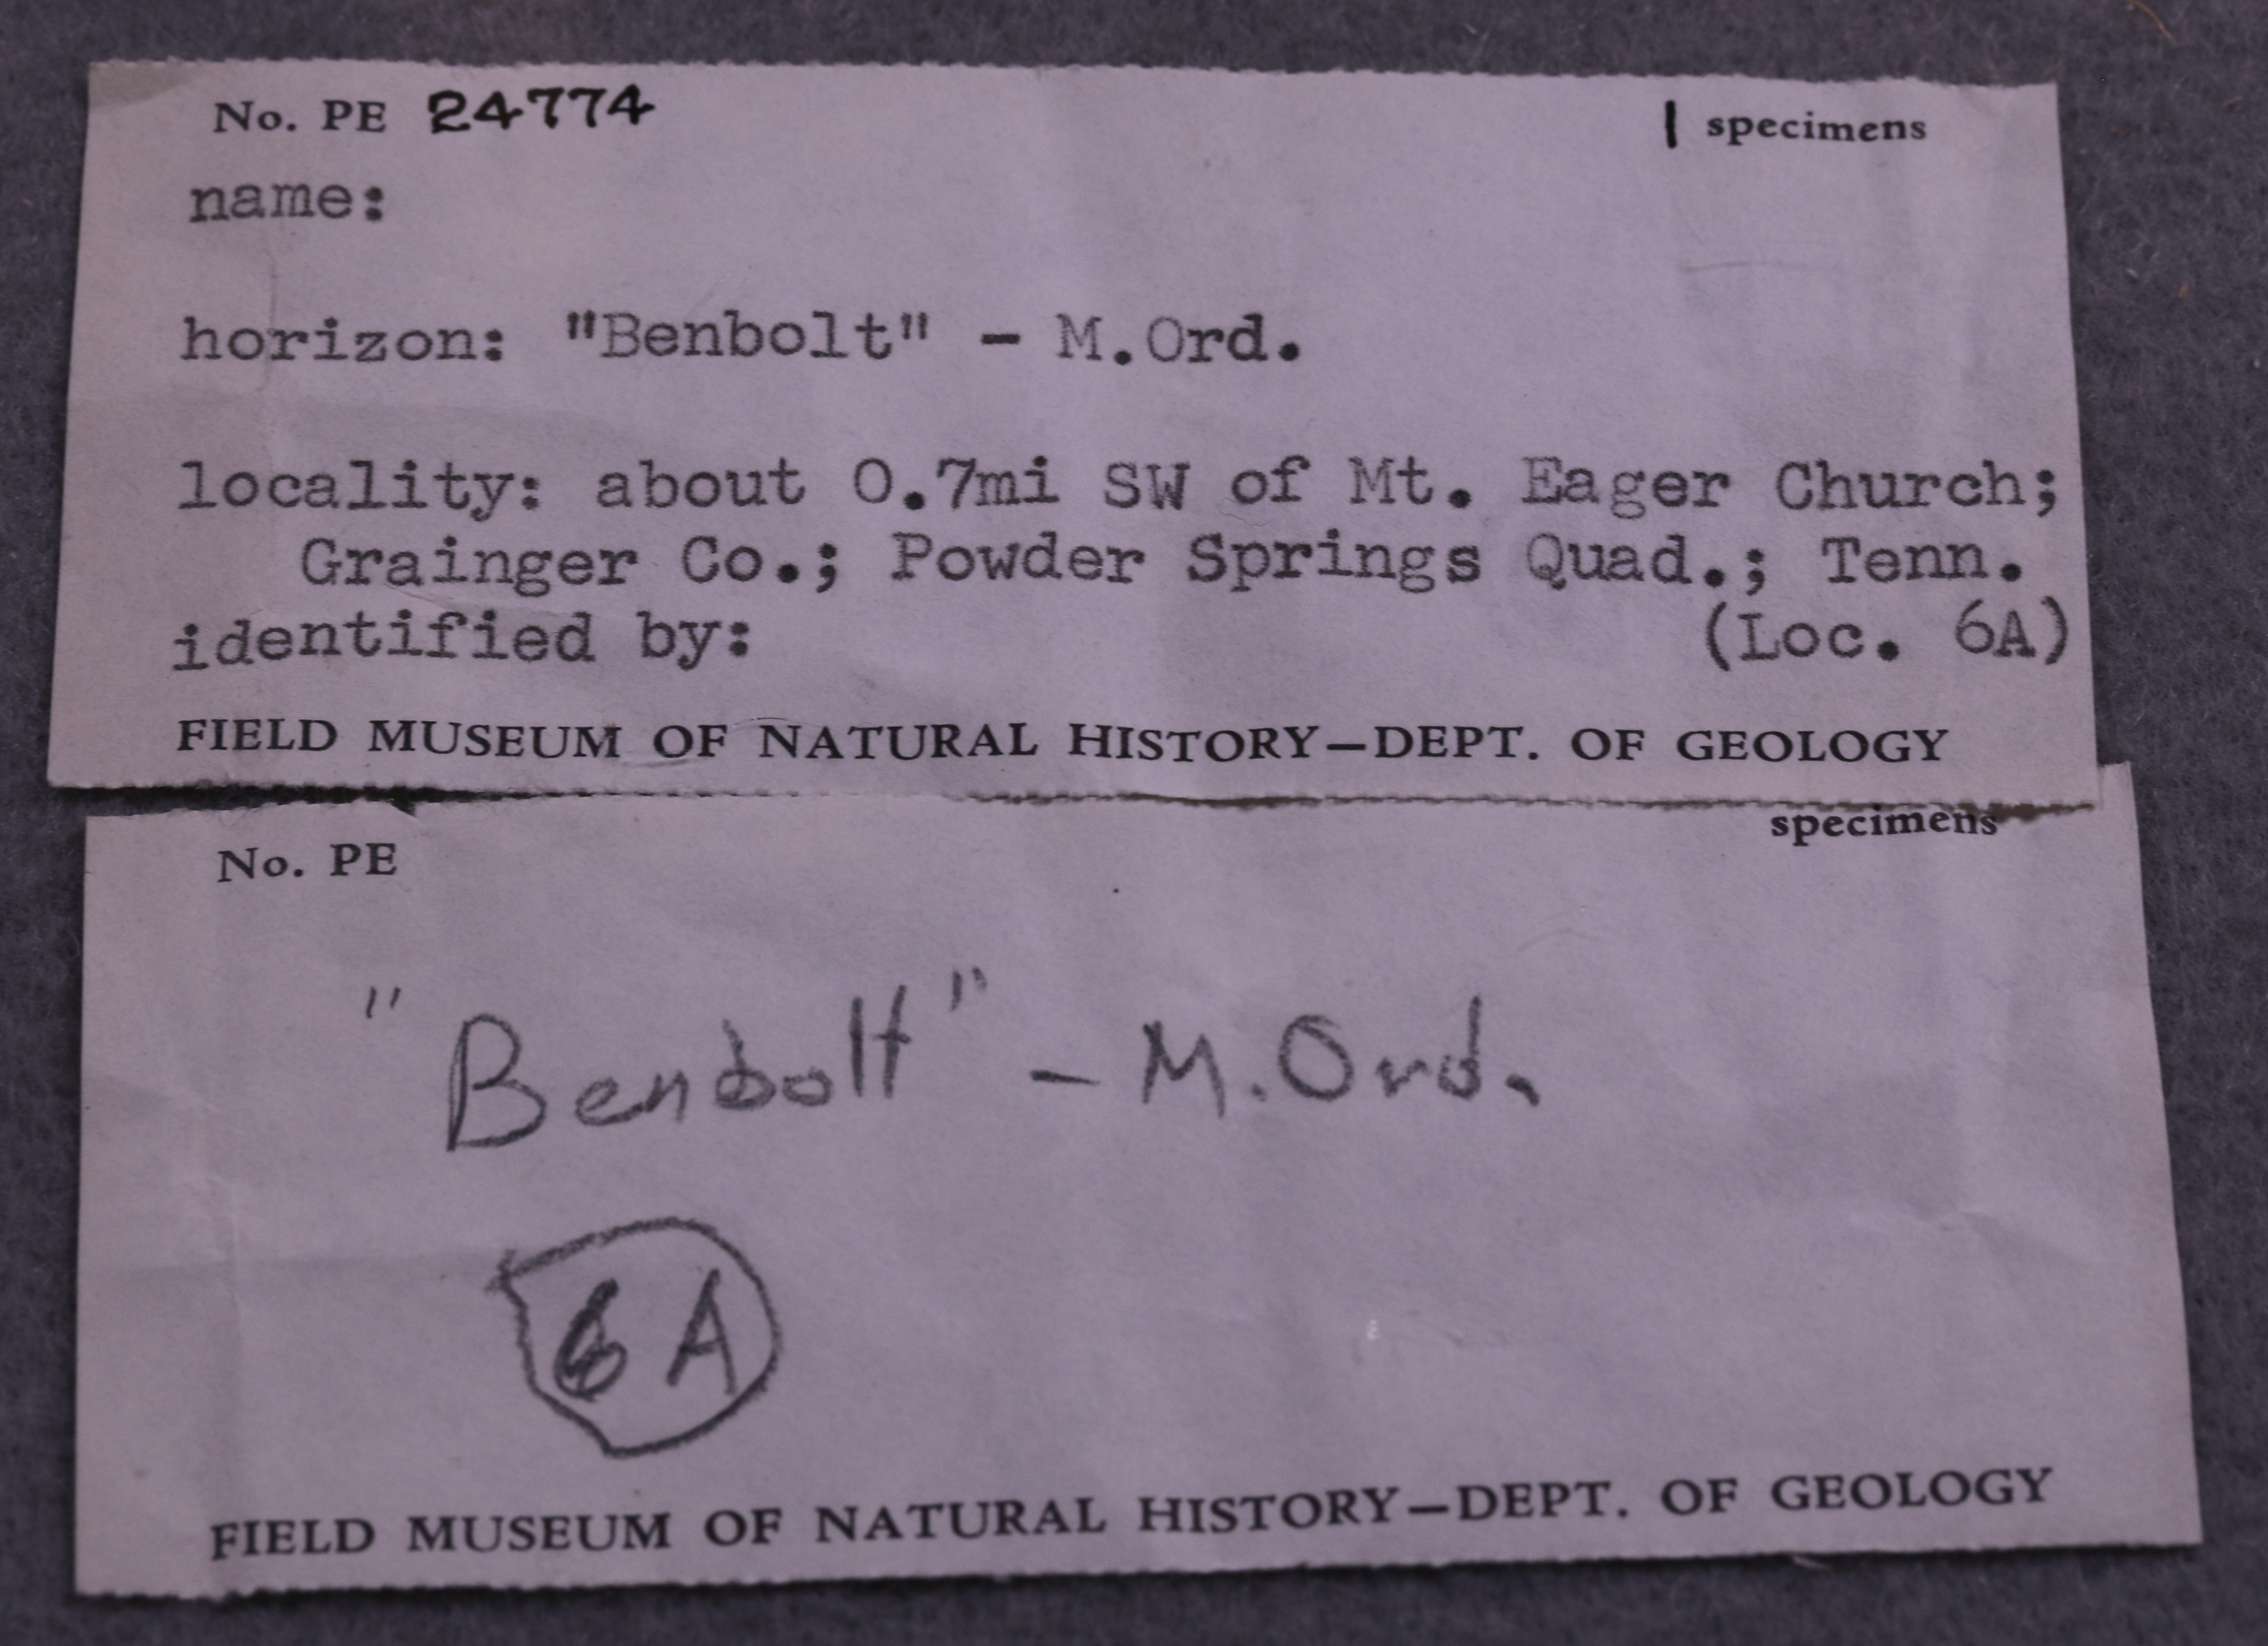 No. PE 24774 1 specimens
name:
horizon: "Benbolt" - M.Ord.
locality: about 0.7mi SW of Mt. Eager Church;
Grainger Co.; Powder Springs Quad.; Tenn.
identified by: (Loc. 6A)
FIELD MUSEUM OF NATURAL HISTORY—DEPT. OF GEOLOGY
specimens
No. PE
"Benbolt" - M.Ord.
6A
FIELD MUSEUM OF NATURAL HISTORY—DEPT. OF GEOLOGY